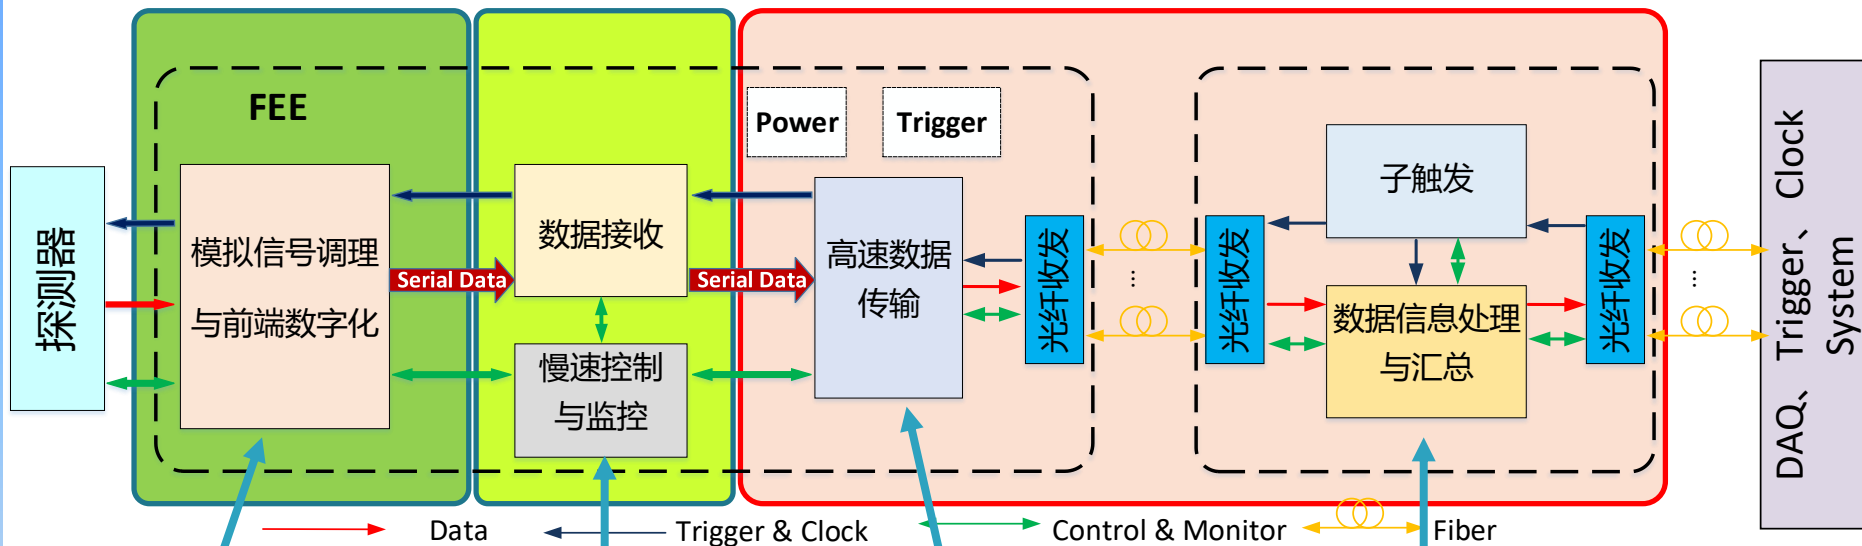 FEE
Power
Trigger
探测器
模拟信号调理
与前端数字化
Serial Data
数据接收
慢速控制
与监控
Serial Data
高速数据
传输
光纤收发
...
光纤收发
子触发
数据信息处理
与汇总
光纤收发
...
DAQ、Trigger、Clock
System
Data
Trigger & Clock
Control & Monitor
Fiber